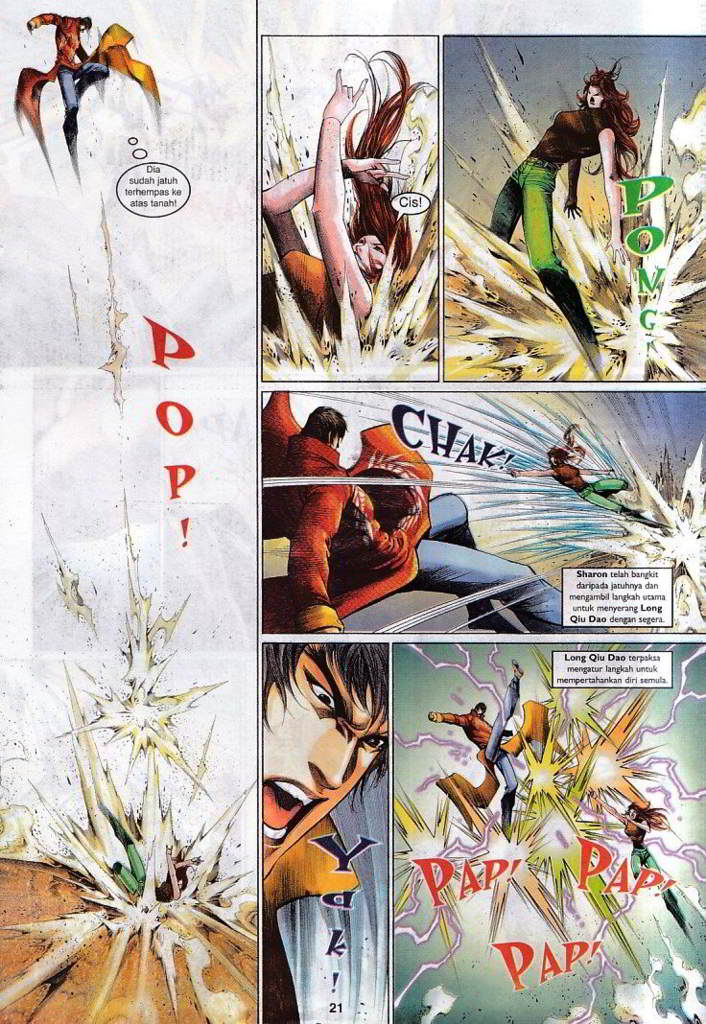 Dia
sudah jatuh
terhempas ke
atas tanah!
POP!
Cis!
PONG
CHAK!
Sharon telah bangkit
daripada jatuhnya dan
mengambil langkah utama
untuk menyerang Long
Qiu Dao dengan segera.
Yak!
Long Qiu Dao terpaksa
mengatur langkah untuk
mempertahankan diri semula.
PAP!
PAP!
PAP!
21